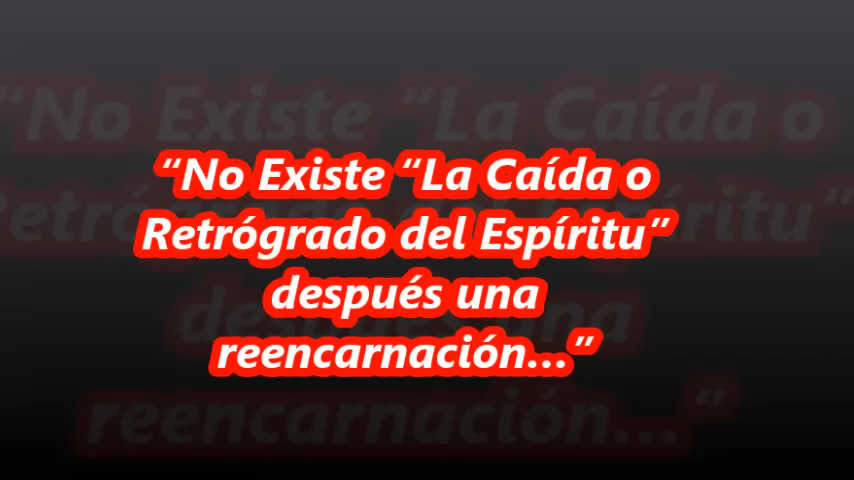 “No Existe “La Caída o
Retrógrado del Espíritu”
después una
reencarnación...”